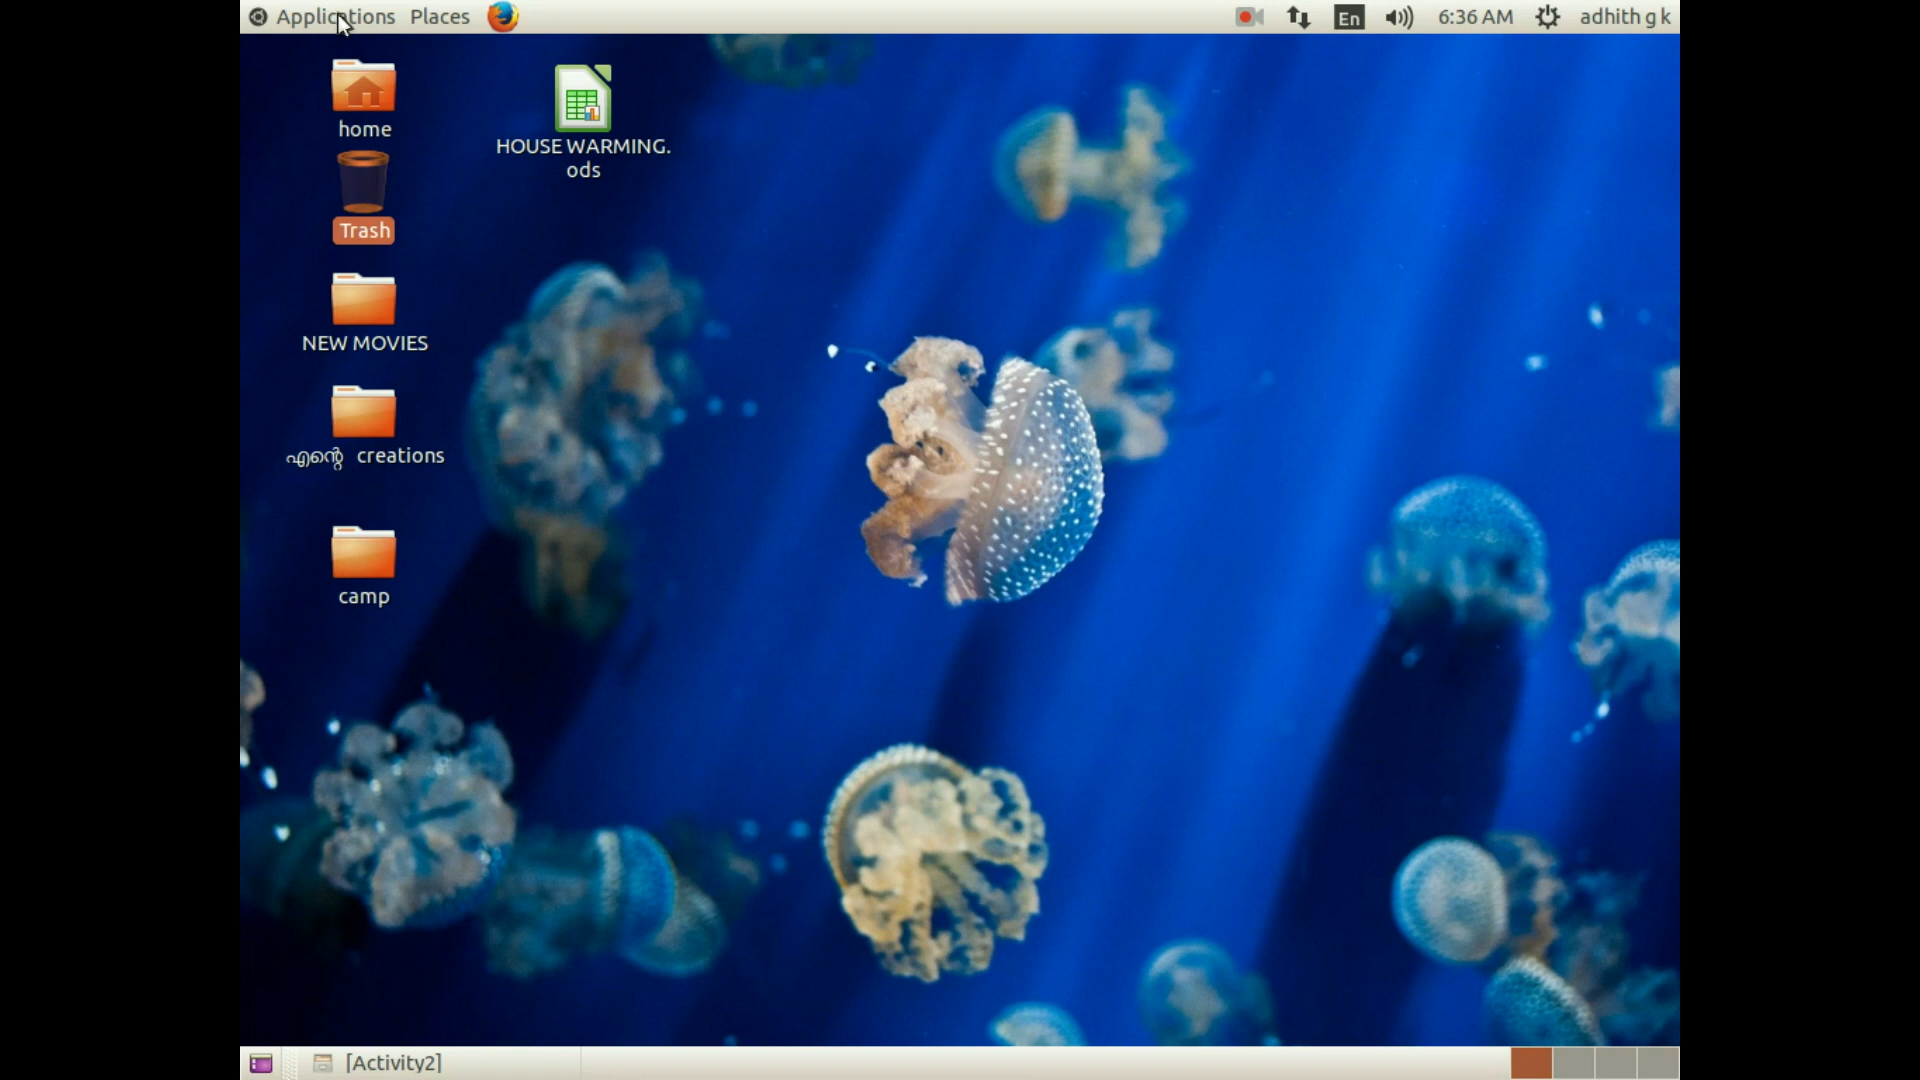 Applications Places En 6:36 AM adhith g k
home
HOUSE WARMING.
ods
Trash
NEW MOVIES
എന്റെ creations
camp
[Activity2]